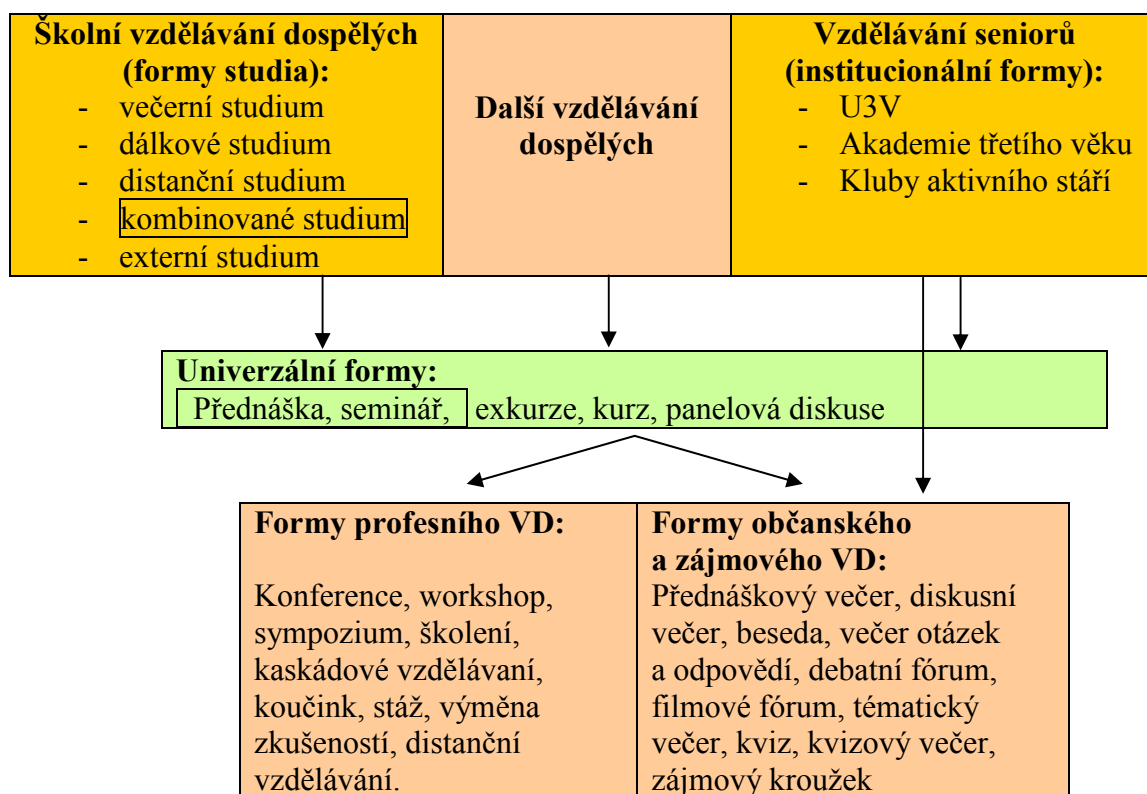 Školní vzdělávání dospělých
(formy studia):
- večerní studium
- dálkové studium
- distanční studium
- kombinované studium
- externí studium
Další vzdělávání
dospělých
Vzdělávání seniorů
(institucionální formy):
- U3V
- Akademie třetího věku
- Kluby aktivního stáří
Univerzální formy:
Přednáška, seminář, exkurze, kurz, panelová diskuse
Formy profesního VD:
Konference, workshop,
sympozium, školení,
kaskádové vzdělávaní,
koučink, stáž, výměna
zkušeností, distanční
vzdělávání.
Formy občanského
a zájmového VD:
Přednáškový večer, diskusní
večer, beseda, večer otázek
a odpovědí, debatní fórum,
filmové fórum, tématický
večer, kviz, kvizový večer,
zájmový kroužek